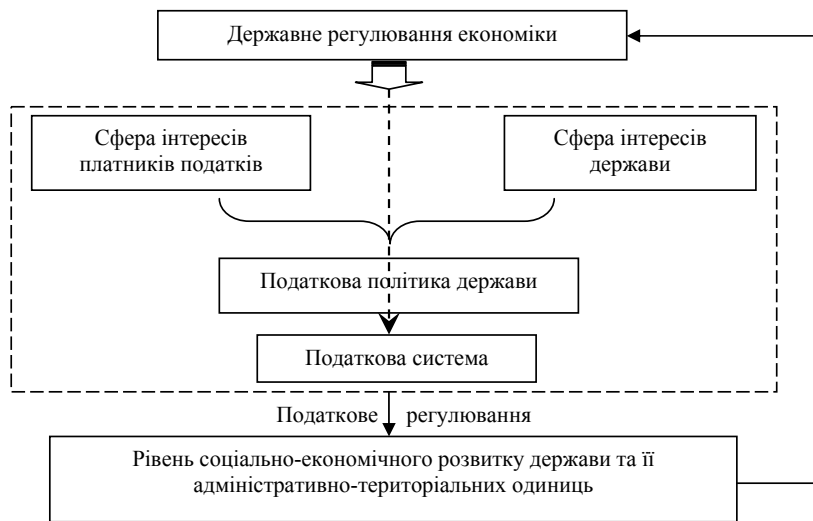 Державне регулювання економіки
Сфера інтересів
платників податків
Сфера інтересів
держави
Податкова політика держави
Податкова система
Податкове регулювання
Рівень соціально-економічного розвитку держави та її
адміністративно-територіальних одиниць